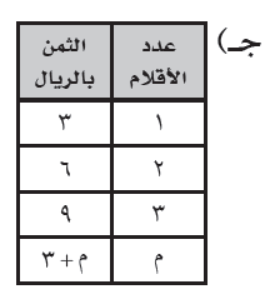 جـ)
عدد الأقلام	الثمن بالريال
١	٣
٢	٦
٣	٩
م	م + ٣